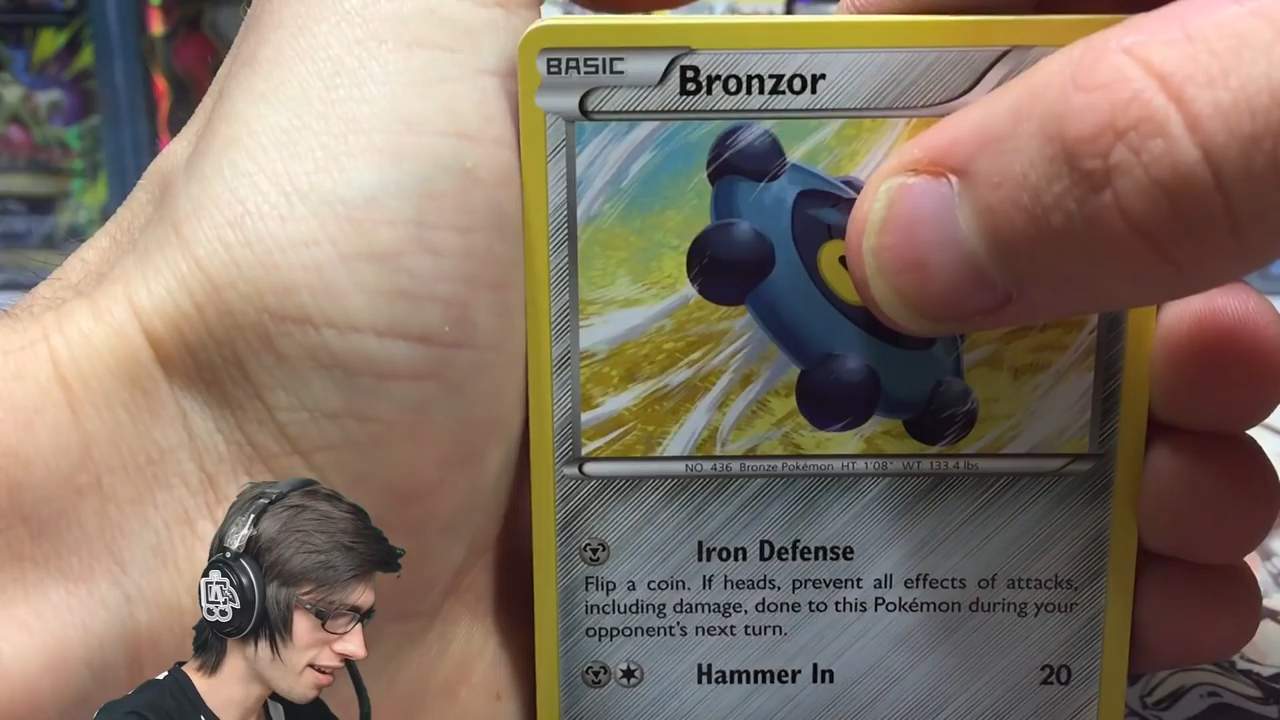 BASIC
Bronzor
NO. 436 Bronze Pokémon HT: 1'08" WT: 133.4 lbs
Iron Defense
Flip a coin. If heads, prevent all effects of attacks,
including damage, done to this Pokémon during your
opponent's next turn.
Hammer In 20